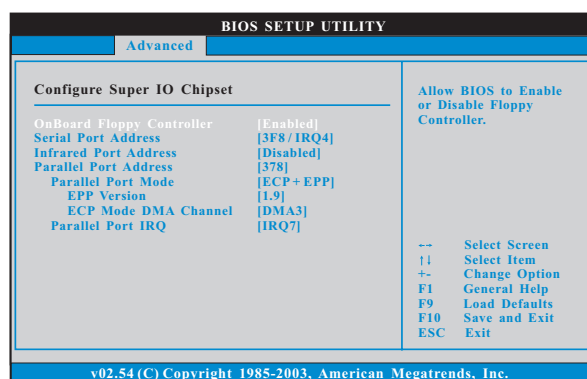 BIOS SETUP UTILITY
Advanced
Configure Super IO Chipset
OnBoard Floppy Controller [Enabled]
Serial Port Address [3F8 / IRQ4]
Infrared Port Address [Disabled]
Parallel Port Address [378]
Parallel Port Mode [ECP + EPP]
EPP Version [1.9]
ECP Mode DMA Channel [DMA3]
Parallel Port IRQ [IRQ7]
Allow BIOS to Enable
or Disable Floppy
Controller.
←→ Select Screen
↑↓ Select Item
+- Change Option
F1 General Help
F9 Load Defaults
F10 Save and Exit
ESC Exit
v02.54 (C) Copyright 1985-2003, American Megatrends, Inc.